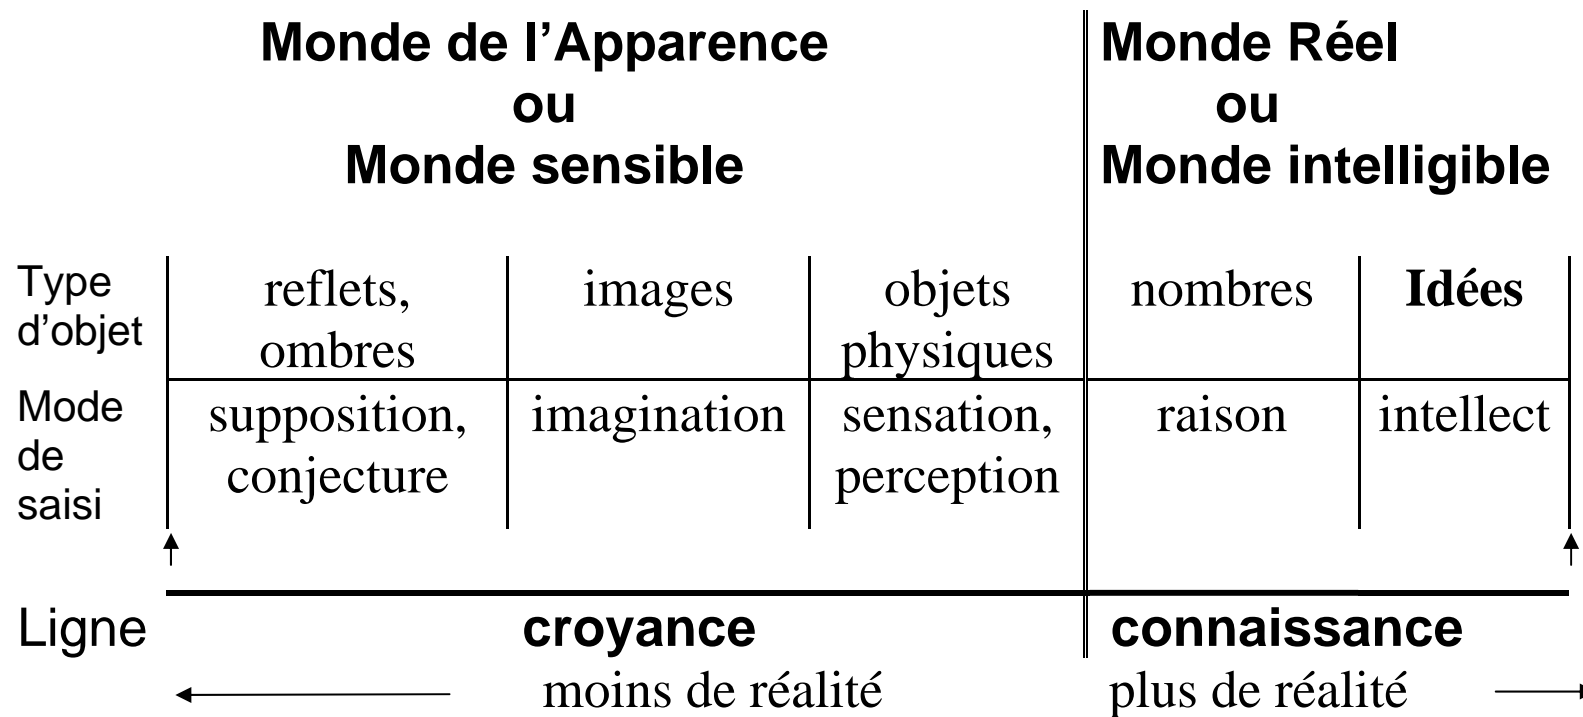 Monde de l’Apparence
ou
Monde sensible
Monde Réel
ou
Monde intelligible
Type
d’objet
reflets,
ombres
images
objets
physiques
nombres
Idées
Mode
de
saisi
supposition,
conjecture
imagination
sensation,
perception
raison
intellect
Ligne
croyance
connaissance
moins de réalité
plus de réalité